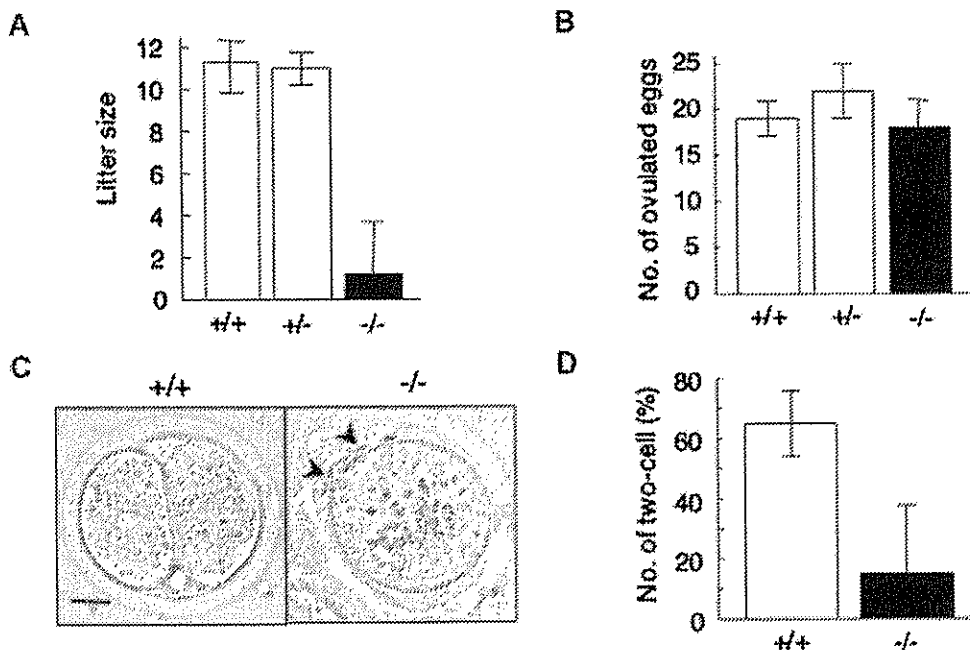 A
Litter size
12
10
8
6
4
2
0
+/+ +/- -/-
B
No. of ovulated eggs
25
20
15
10
5
0
+/+ +/- -/-
C
+/+ -/-
D
No. of two-cell (%)
80
60
40
20
0
+/+ -/-